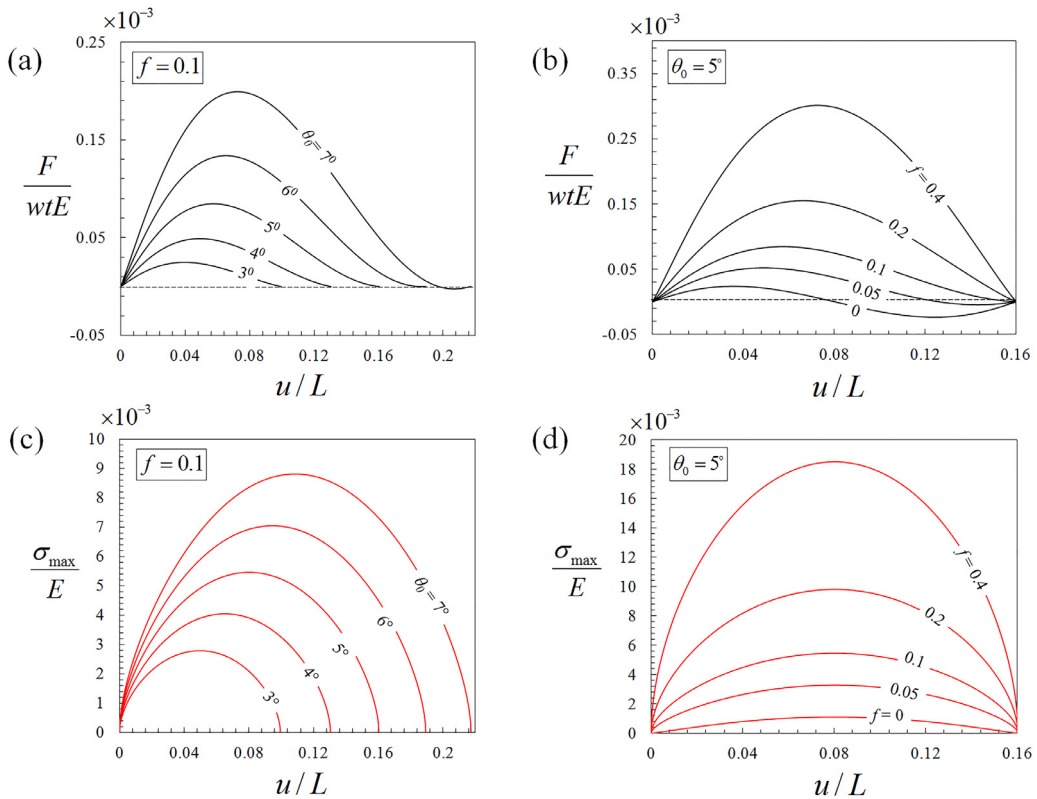 (a)
×10⁻³
f = 0.1
0.25
0.15
0.05
-0.05
F
wtE
θ₀ = 7⁰
6⁰
5⁰
4⁰
3⁰
0 0.04 0.08 0.12 0.16 0.2
u / L
(b)
×10⁻³
θ₀ = 5°
0.35
0.25
0.15
0.05
-0.05
F
wtE
f = 0.4
0.2
0.1
0.05
0
0 0.04 0.08 0.12 0.16
u / L
(c)
×10⁻³
f = 0.1
10
9
8
7
6
5
4
3
2
1
0
σmax
E
θ₀ = 7°
6°
5°
4°
3°
0 0.04 0.08 0.12 0.16 0.2
u / L
(d)
×10⁻³
θ₀ = 5°
20
18
16
14
12
10
8
6
4
2
0
σmax
E
f = 0.4
0.2
0.1
0.05
f = 0
0 0.04 0.08 0.12 0.16
u / L